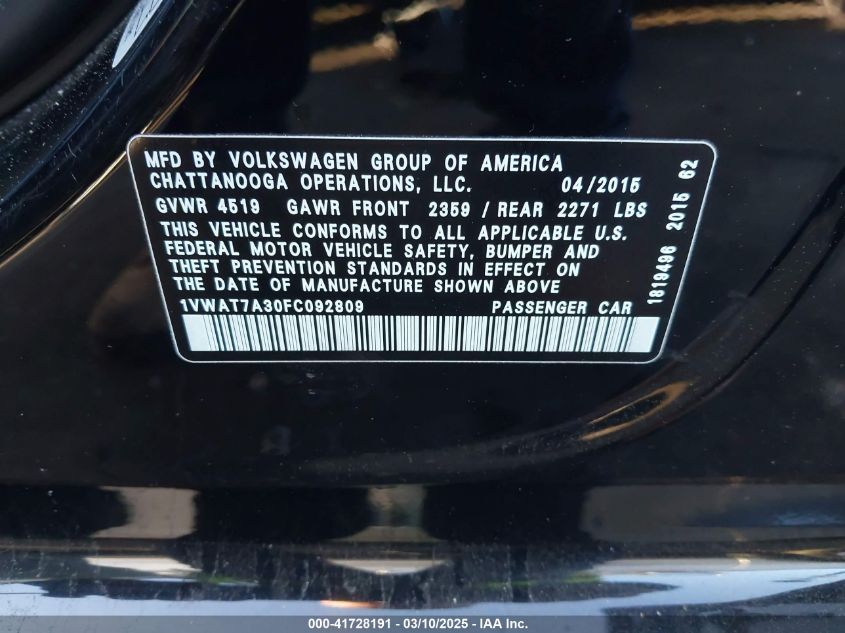 MFD BY VOLKSWAGEN GROUP OF AMERICA
CHATTANOOGA OPERATIONS, LLC. 04/2015
GVWR 4519 GAWR FRONT 2359 / REAR 2271 LBS
THIS VEHICLE CONFORMS TO ALL APPLICABLE U.S.
FEDERAL MOTOR VEHICLE SAFETY, BUMPER AND
THEFT PREVENTION STANDARDS IN EFFECT ON
THE DATE OF MANUFACTURE SHOWN ABOVE
1VWAT7A30FC092809 PASSENGER CAR
1819496 2015 62
000-41728191 - 03/10/2025 - IAA Inc.